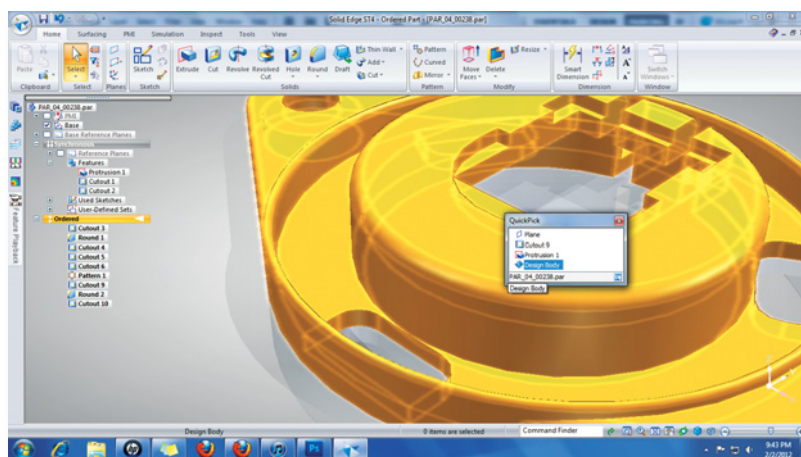 Solid Edge ST4 - Ordered Part - [PAR_04_00238.par]
Home Surfacing PMI Simulation Inspect Tools View
Paste
Select
Sketch
Extrude Cut Revolve Revolved Cut Hole Round Draft
Thin Wall
Add
Cut
Pattern
Curved
Mirror
Move Faces
Delete
Resize
Smart Dimension
Switch Windows
Clipboard Select Planes Sketch Solids Pattern Modify Dimension Window
PAR_04_00238.par
PMI
Base
Base Reference Planes
Synchronous
Reference Planes
Features
Protrusion 1
Cutout 1
Cutout 2
Used Sketches
User-Defined Sets
Ordered
Cutout 3
Round 1
Cutout 4
Cutout 5
Cutout 6
Pattern 1
Cutout 9
Round 2
Cutout 10
Feature Playback
QuickPick
Plane
Cutout 9
Protrusion 1
Design Body
PAR_04_00238.par
Design Body
Design Body
0 items are selected
Command Finder
9:43 PM
2/2/2012